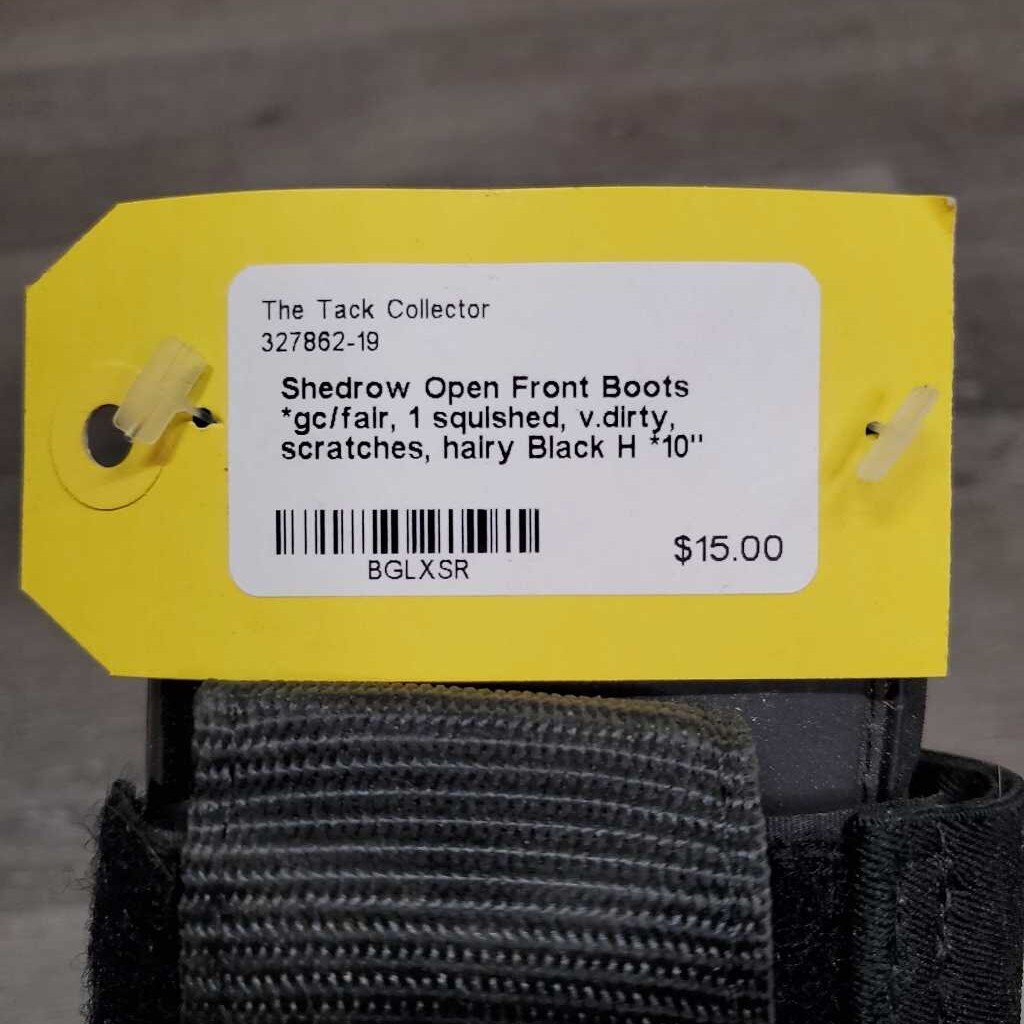 The Tack Collector
327862-19
Shedrow Open Front Boots
*gc/fair, 1 squished, v.dirty,
scratches, hairy Black H *10"
BGLXSR
$15.00